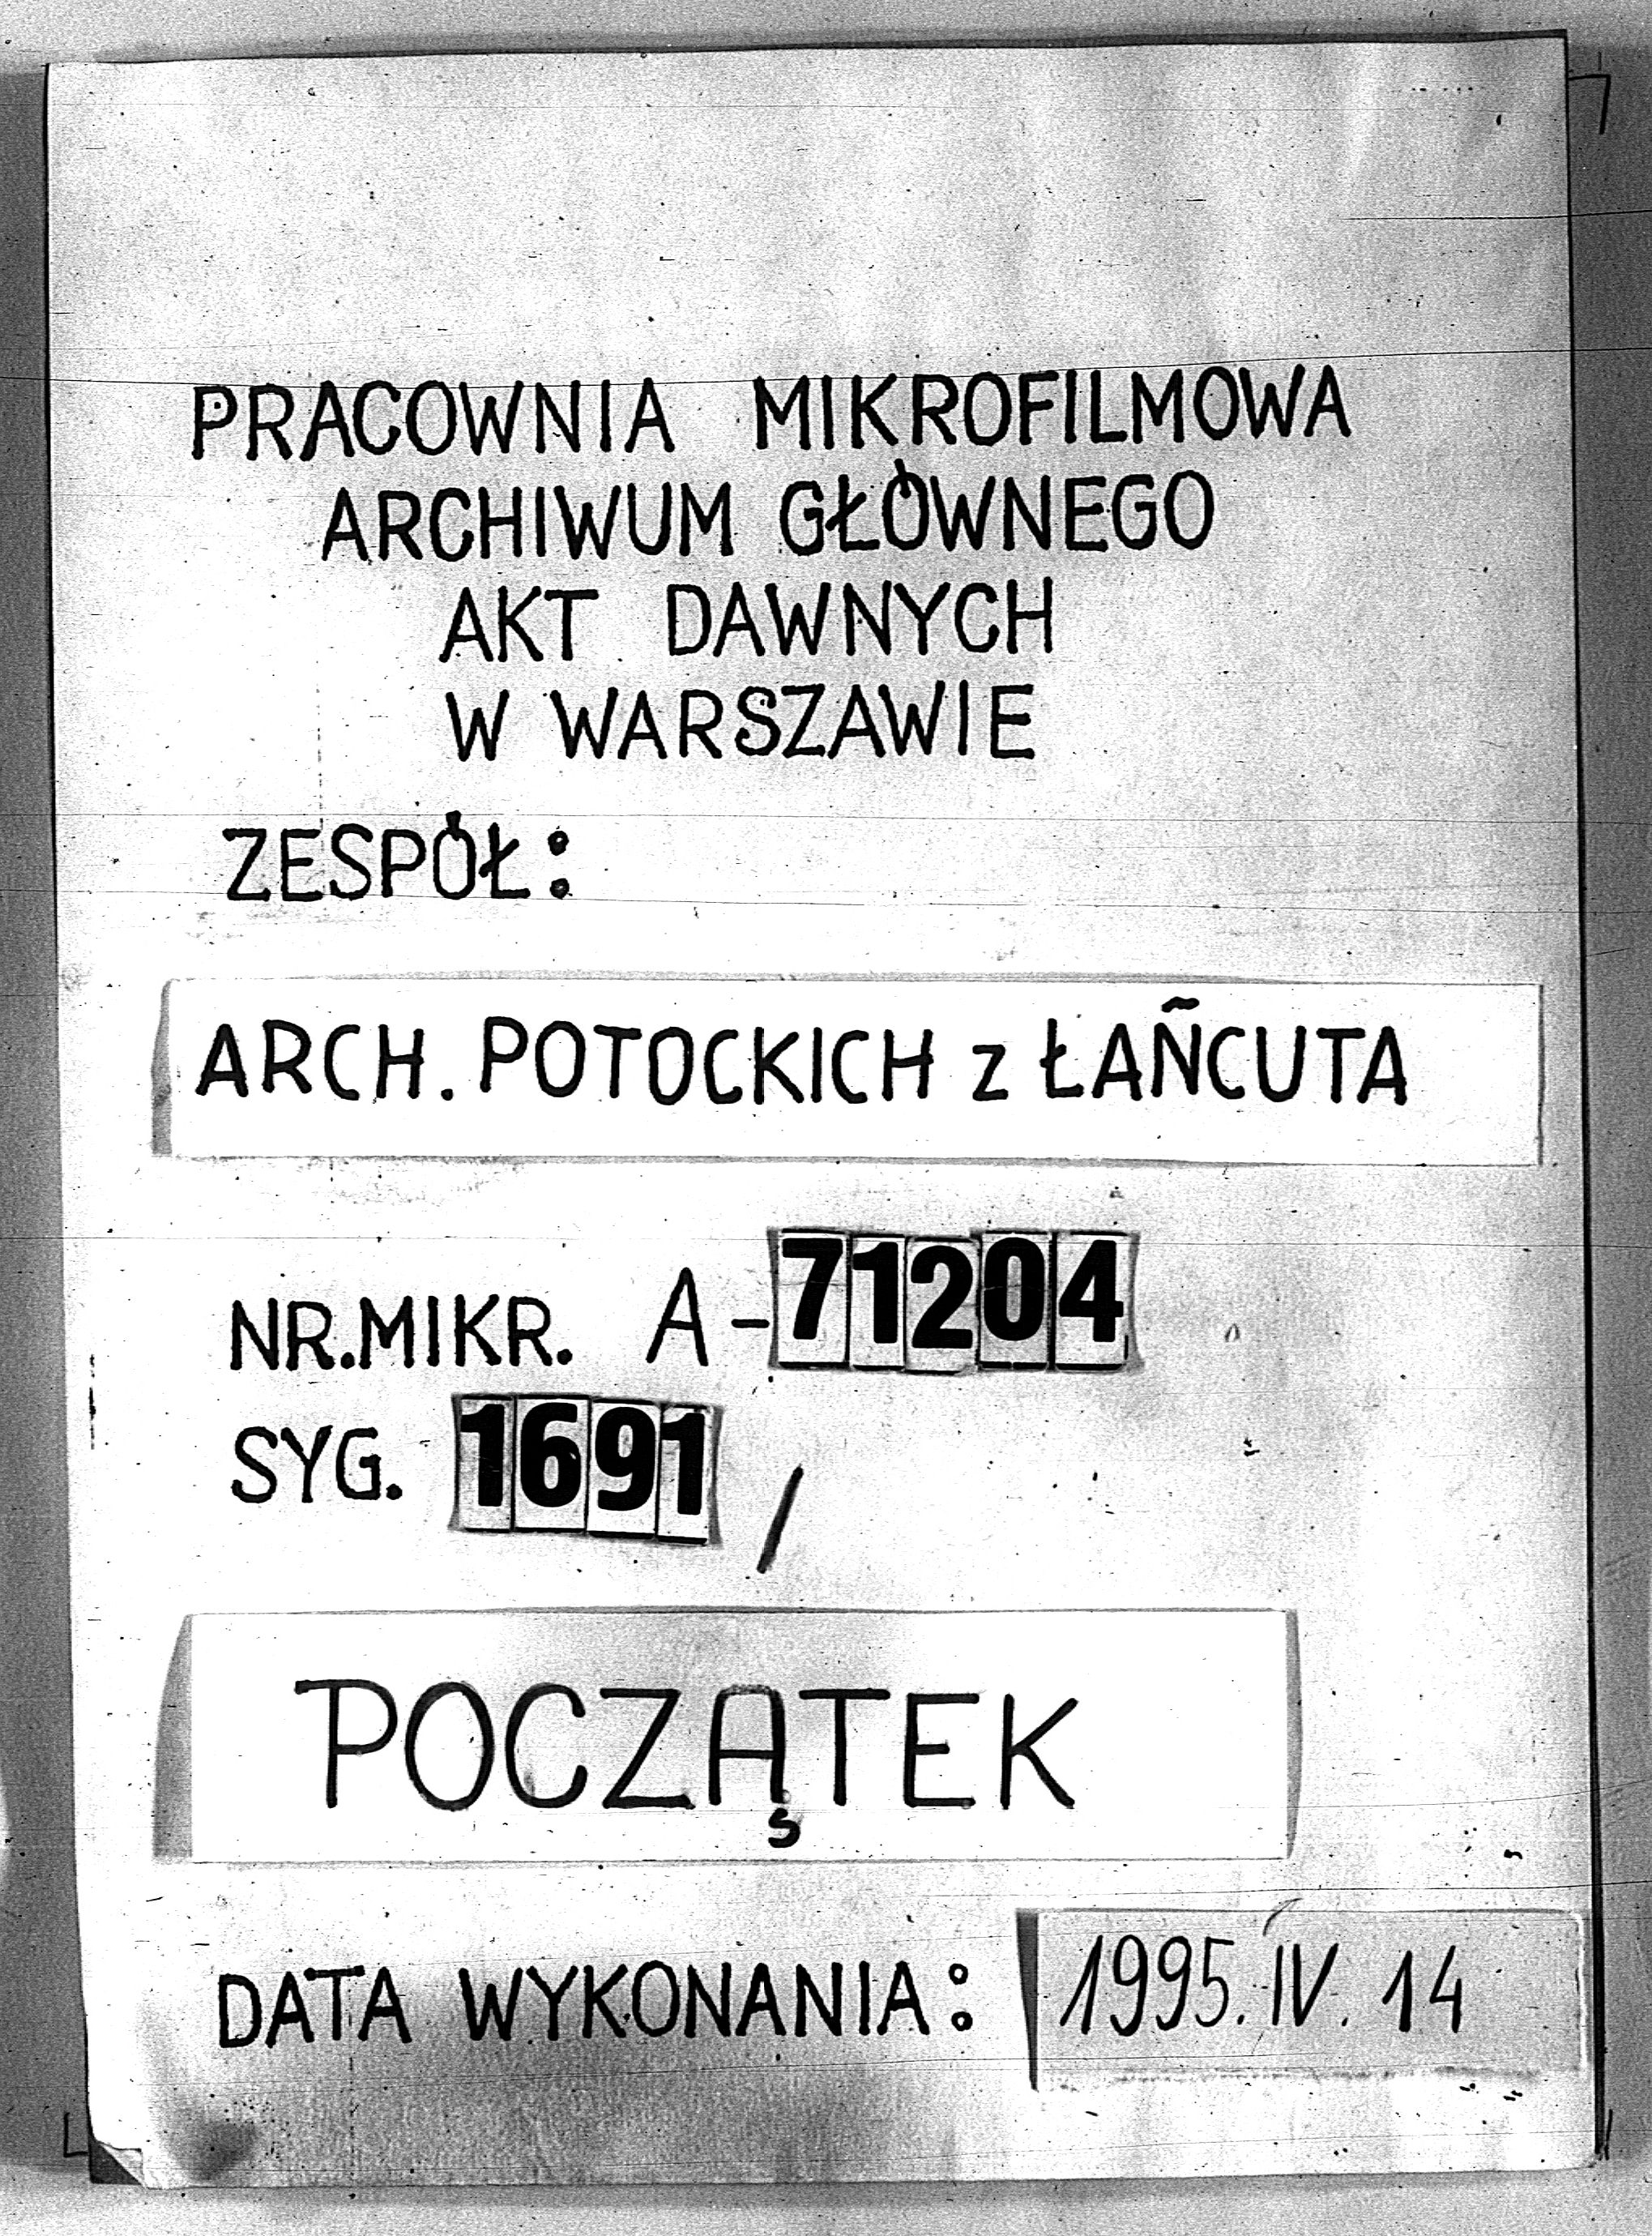 PRACOWNIA MIKROFILMOWA
ARCHIWUM GŁÓWNEGO
AKT DAWNYCH
W WARSZAWIE
ZESPÓŁ:
ARCH. POTOCKICH z ŁAÑCUTA
NR.MIKR. A-71204
SYG. 1691 /
POCZĄTEK
DATA WYKONANIA: 1995.IV.14